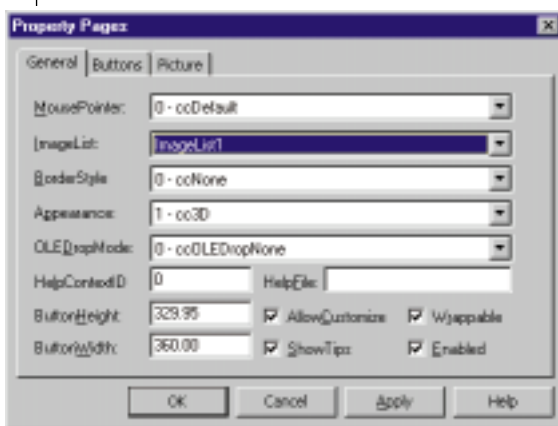 Property Pages
General Buttons Picture
MousePointer: 0 - ccDefault
ImageList: ImageList1
BorderStyle 0 - ccNone
Appearance: 1 - cc3D
OLEDropMode: 0 - ccOLEDropNone
HelpContextID 0 HelpFile:
ButtonHeight: 329.95 AllowCustomize Wrappable
ButtonWidth: 360.00 ShowTips Enabled
OK Cancel Apply Help